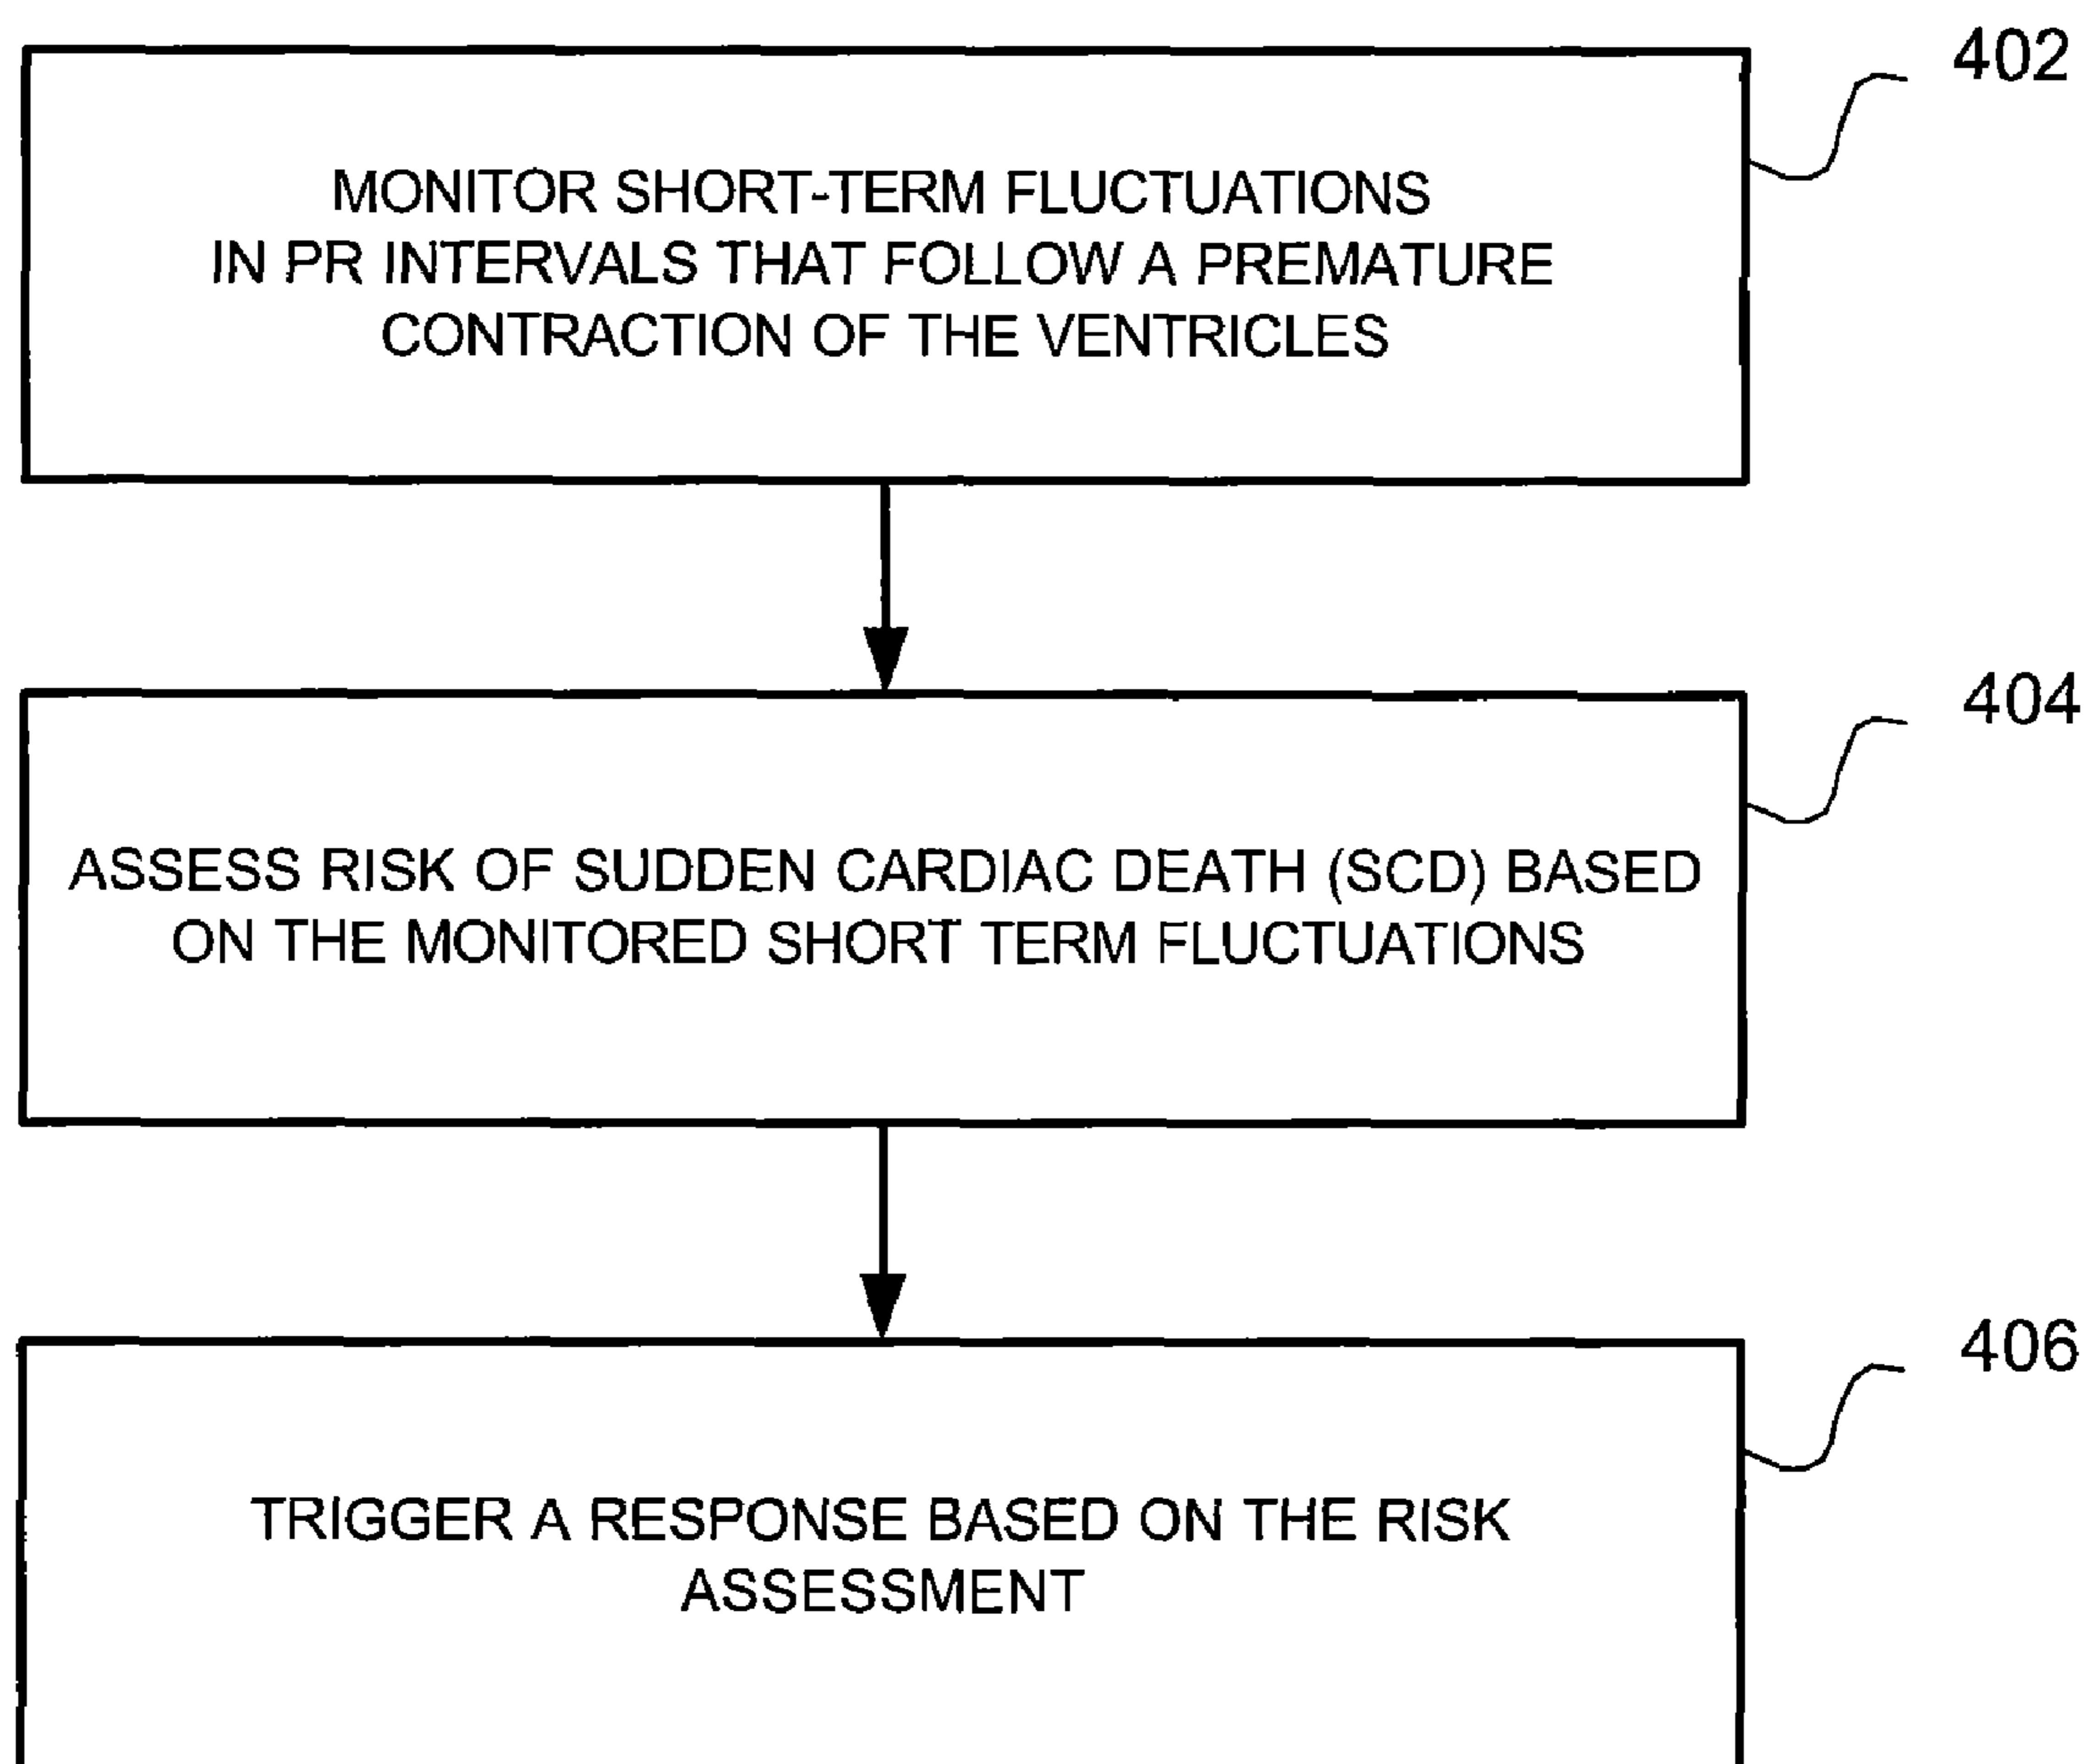 402
MONITOR SHORT-TERM FLUCTUATIONS
IN PR INTERVALS THAT FOLLOW A PREMATURE
CONTRACTION OF THE VENTRICLES
404
ASSESS RISK OF SUDDEN CARDIAC DEATH (SCD) BASED
ON THE MONITORED SHORT TERM FLUCTUATIONS
406
TRIGGER A RESPONSE BASED ON THE RISK
ASSESSMENT